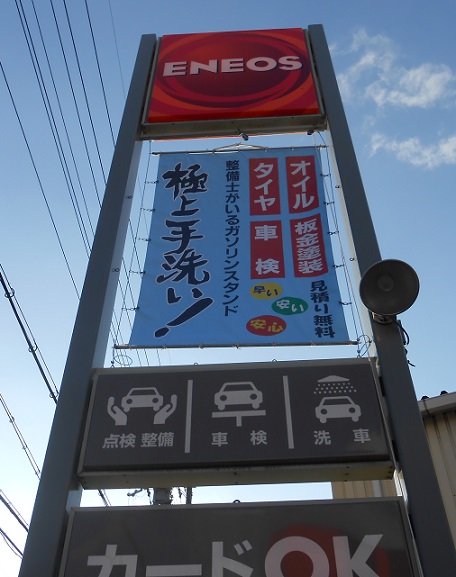 ENEOS
オイル 板金塗装
タイヤ 車検
見積り無料
早い
安い
安心
整備士がいるガソリンスタンド
極上手洗い!
点検 整備
車検
洗車
カードOK